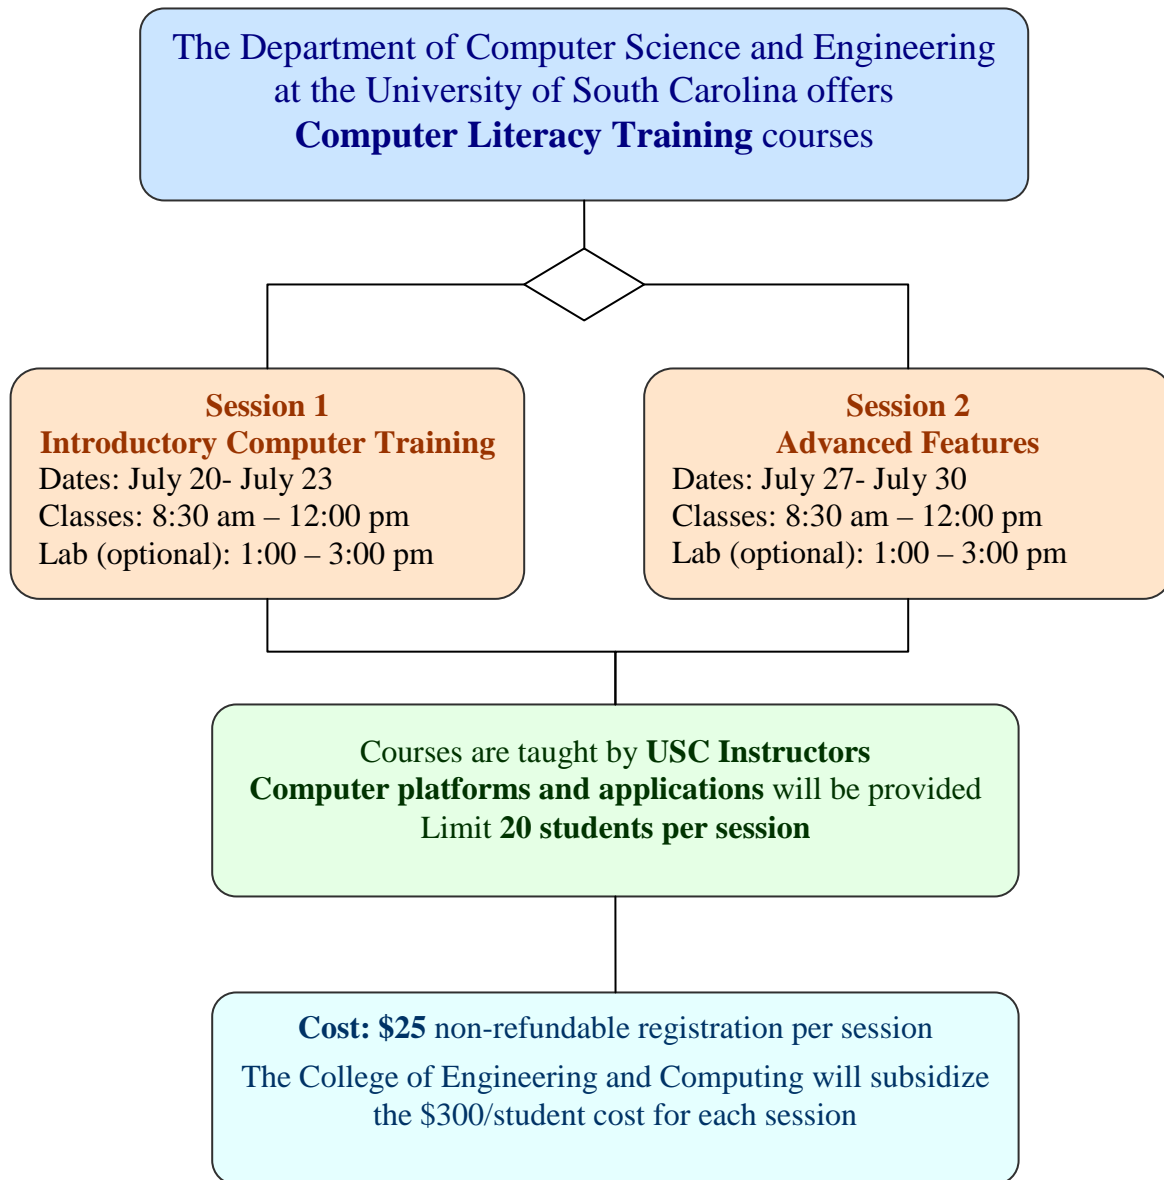 The Department of Computer Science and Engineering
at the University of South Carolina offers
Computer Literacy Training courses
Session 1
Introductory Computer Training
Dates: July 20- July 23
Classes: 8:30 am – 12:00 pm
Lab (optional): 1:00 – 3:00 pm
Session 2
Advanced Features
Dates: July 27- July 30
Classes: 8:30 am – 12:00 pm
Lab (optional): 1:00 – 3:00 pm
Courses are taught by USC Instructors
Computer platforms and applications will be provided
Limit 20 students per session
Cost: $25 non-refundable registration per session
The College of Engineering and Computing will subsidize
the $300/student cost for each session